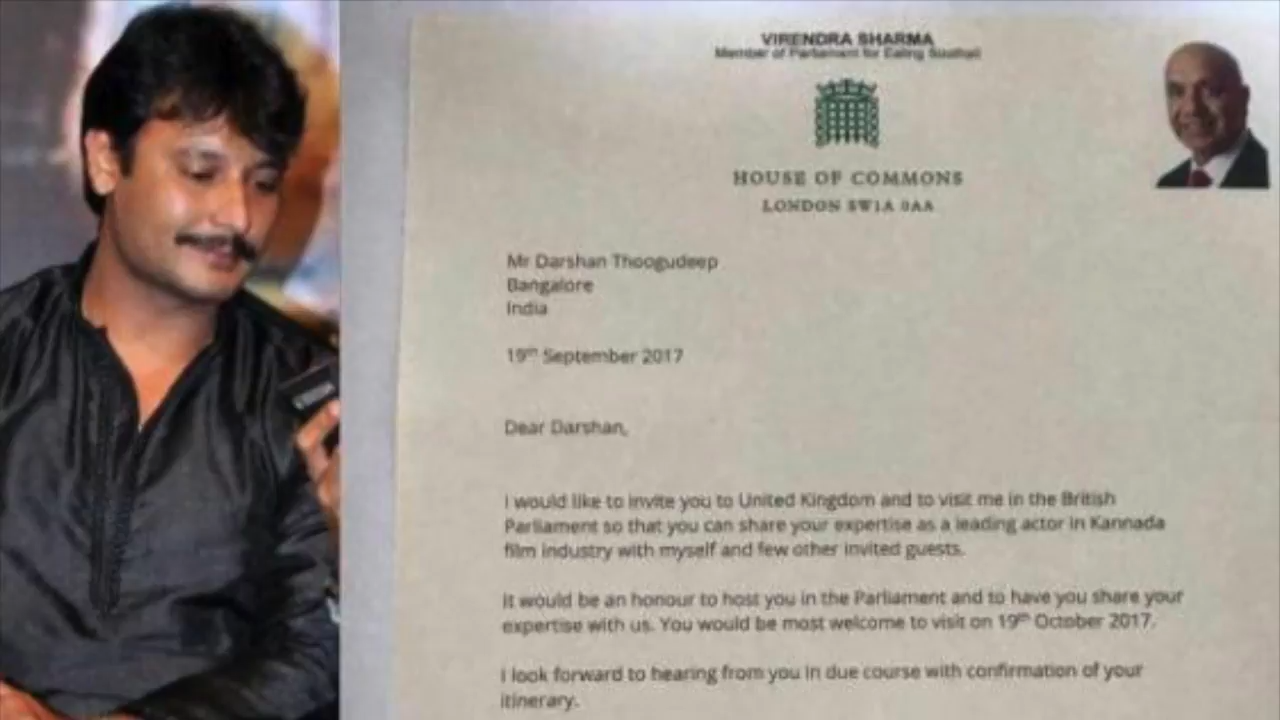 VIRENDRA SHARMA
Member of Parliament for Ealing Southall
HOUSE OF COMMONS
LONDON SW1A 0AA
Mr Darshan Thoogudeep
Bangalore
India
19th September 2017
Dear Darshan,
I would like to invite you to United Kingdom and to visit me in the British
Parliament so that you can share your expertise as a leading actor in Kannada
film industry with myself and few other invited guests.
It would be an honour to host you in the Parliament and to have you share your
expertise with us. You would be most welcome to visit on 19th October 2017.
I look forward to hearing from you in due course with confirmation of your
itinerary.